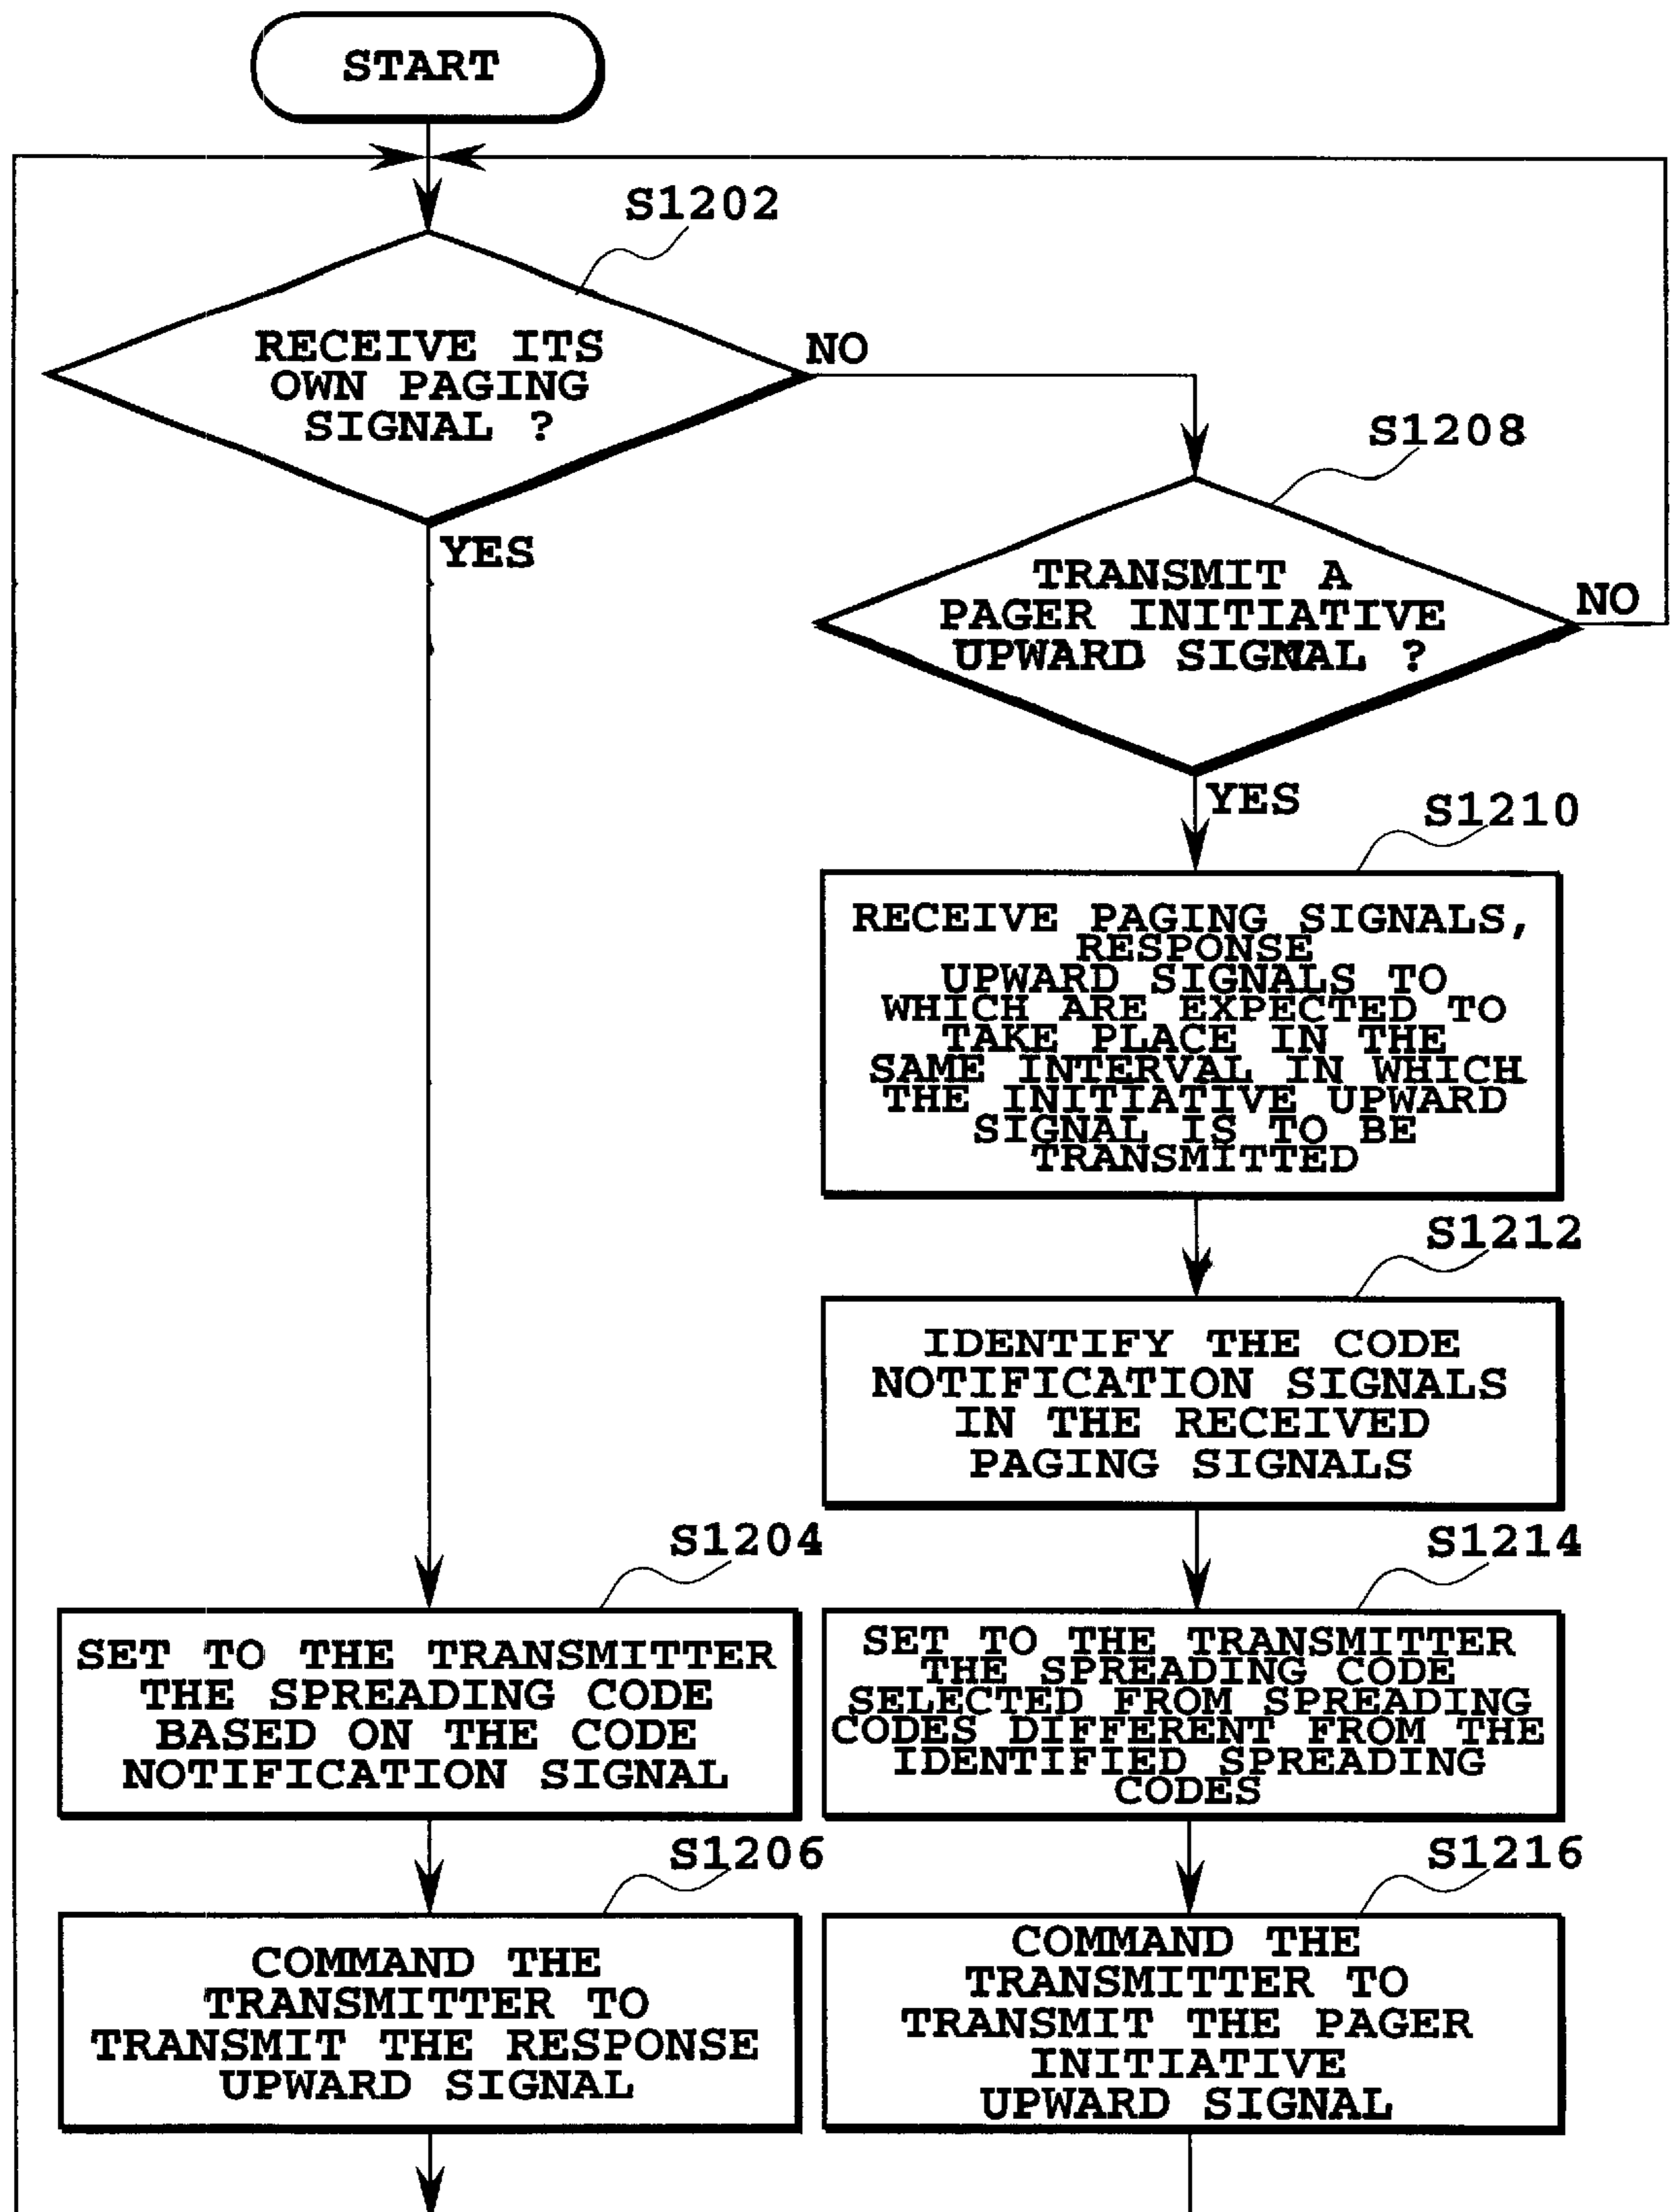 START
S1202
RECEIVE ITS
OWN PAGING
SIGNAL ?
NO
YES
S1208
TRANSMIT A
PAGER INITIATIVE
UPWARD SIGNAL ?
NO
YES
S1210
RECEIVE PAGING SIGNALS,
RESPONSE
UPWARD SIGNALS TO
WHICH ARE EXPECTED TO
TAKE PLACE IN THE
SAME INTERVAL IN WHICH
THE INITIATIVE UPWARD
SIGNAL IS TO BE
TRANSMITTED
S1212
IDENTIFY THE CODE
NOTIFICATION SIGNALS
IN THE RECEIVED
PAGING SIGNALS
S1204
SET TO THE TRANSMITTER
THE SPREADING CODE
BASED ON THE CODE
NOTIFICATION SIGNAL
S1214
SET TO THE TRANSMITTER
THE SPREADING CODE
SELECTED FROM SPREADING
CODES DIFFERENT FROM THE
IDENTIFIED SPREADING
CODES
S1206
COMMAND THE
TRANSMITTER TO
TRANSMIT THE RESPONSE
UPWARD SIGNAL
S1216
COMMAND THE
TRANSMITTER TO
TRANSMIT THE PAGER
INITIATIVE
UPWARD SIGNAL